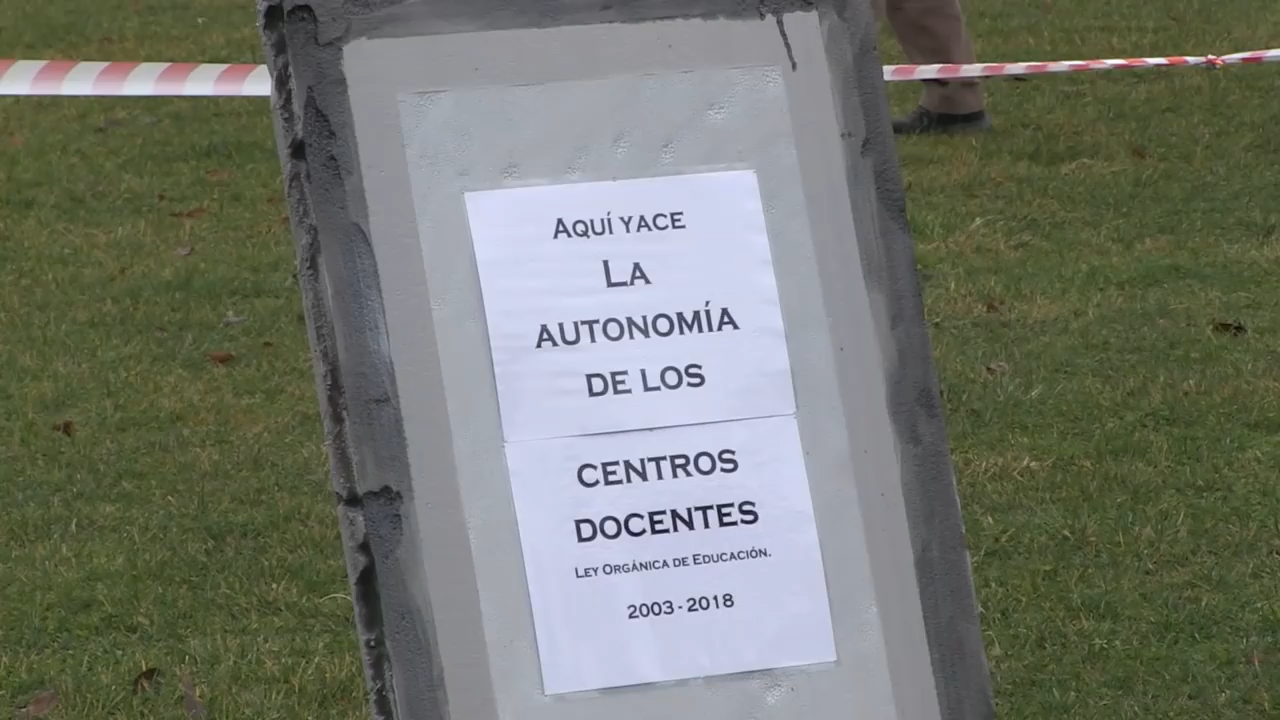 AQUÍ YACE
LA
AUTONOMÍA
DE LOS
CENTROS
DOCENTES
LEY ORGÁNICA DE EDUCACIÓN.
2003 - 2018